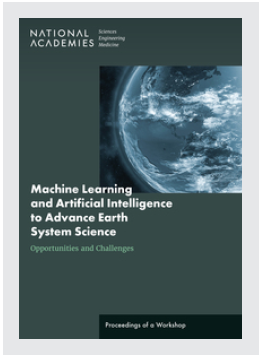 NATIONAL ACADEMIES
Sciences
Engineering
Medicine
Machine Learning
and Artificial Intelligence
to Advance Earth
System Science
Opportunities and Challenges
Proceedings of a Workshop